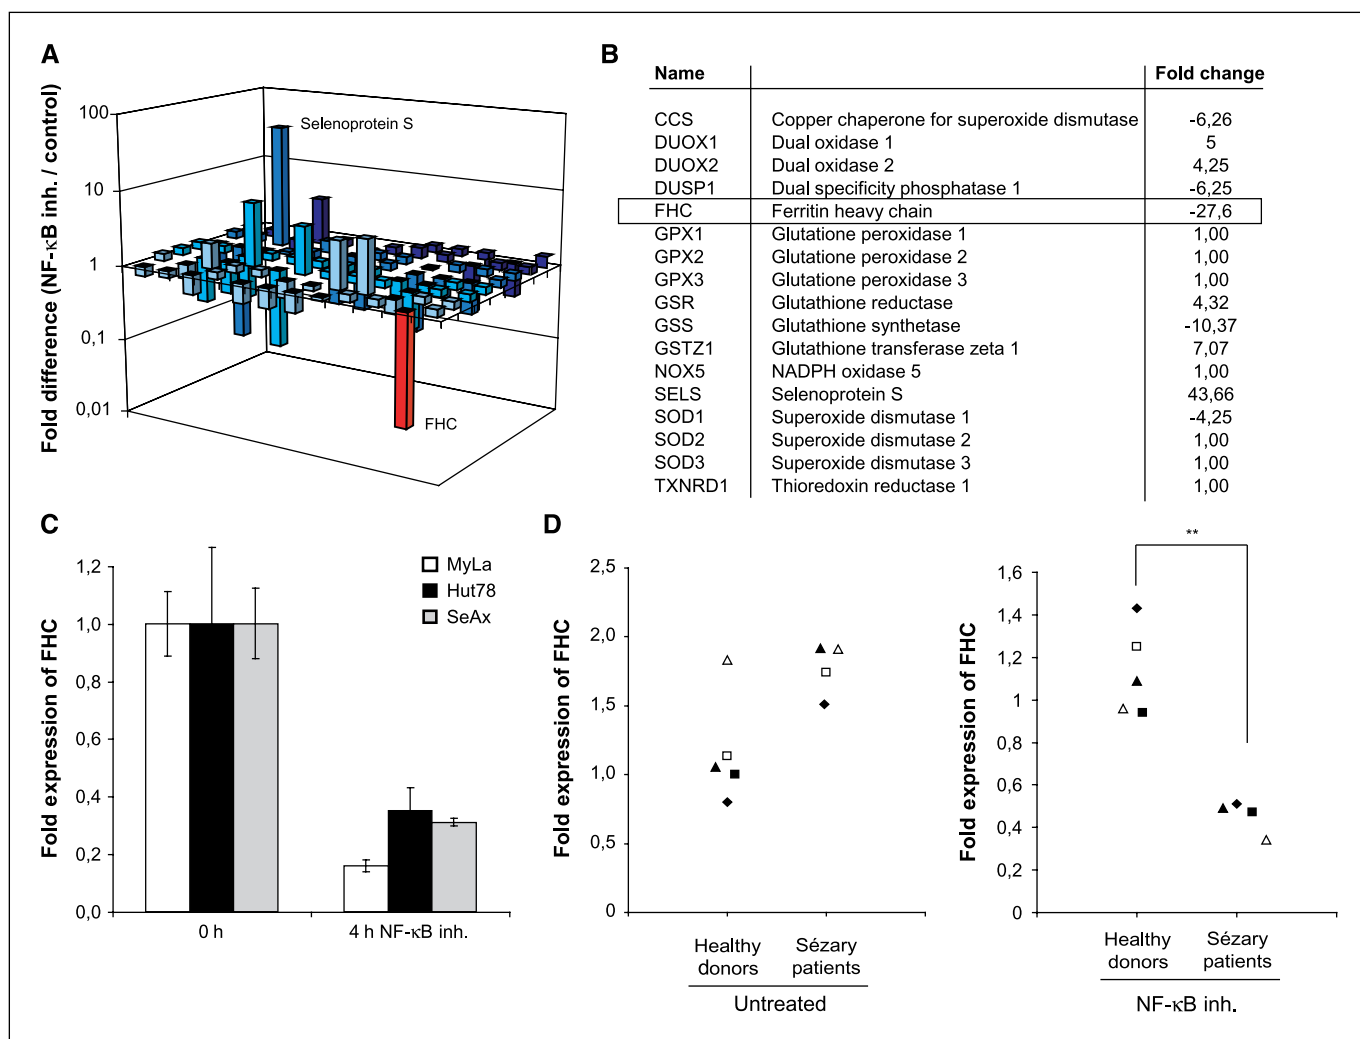 A
Fold difference (NF-κB inh. / control)
100
10
1
0,1
0,01
Selenoprotein S
FHC
B
Name Fold change
CCS Copper chaperone for superoxide dismutase -6,26
DUOX1 Dual oxidase 1 5
DUOX2 Dual oxidase 2 4,25
DUSP1 Dual specificity phosphatase 1 -6,25
FHC Ferritin heavy chain -27,6
GPX1 Glutatione peroxidase 1 1,00
GPX2 Glutatione peroxidase 2 1,00
GPX3 Glutatione peroxidase 3 1,00
GSR Glutathione reductase 4,32
GSS Glutathione synthetase -10,37
GSTZ1 Glutathione transferase zeta 1 7,07
NOX5 NADPH oxidase 5 1,00
SELS Selenoprotein S 43,66
SOD1 Superoxide dismutase 1 -4,25
SOD2 Superoxide dismutase 2 1,00
SOD3 Superoxide dismutase 3 1,00
TXNRD1 Thioredoxin reductase 1 1,00
C
Fold expression of FHC
1,2
1,0
0,8
0,6
0,4
0,2
0,0
MyLa
Hut78
SeAx
0 h
4 h NF-κB inh.
D
Fold expression of FHC
2,5
2,0
1,5
1,0
0,5
0
Healthy donors
Sézary patients
Untreated
Fold expression of FHC
1,6
1,4
1,2
1
0,8
0,6
0,4
0,2
0
**
Healthy donors
Sézary patients
NF-κB inh.